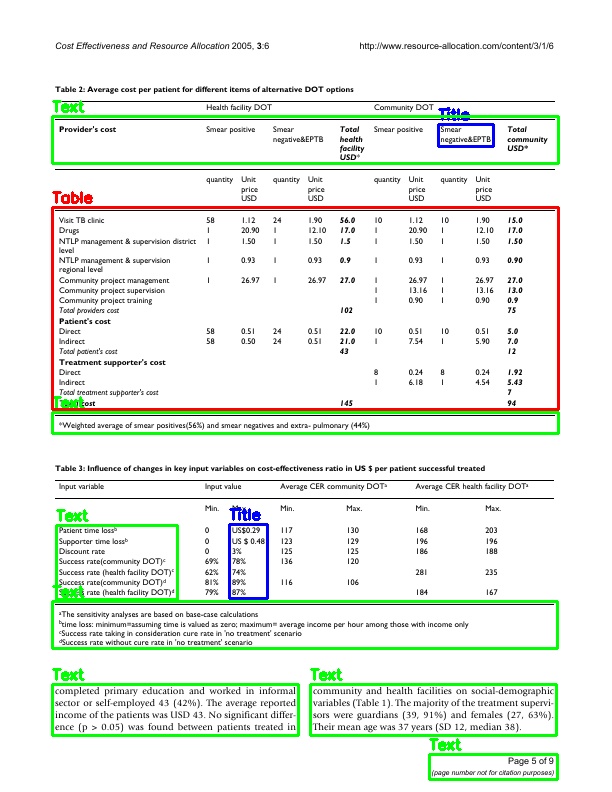 Cost Effectiveness and Resource Allocation 2005, 3:6 http://www.resource-allocation.com/content/3/1/6
Table 2: Average cost per patient for different items of alternative DOT options
Text
Health facility DOT Community DOT
Title
Provider's cost Smear positive Smear negative&EPTB Total health facility USD* Smear positive Smear negative&EPTB Total community USD*
quantity Unit price USD quantity Unit price USD quantity Unit price USD quantity Unit price USD
Table
Visit TB clinic 58 1.12 24 1.90 56.0 10 1.12 10 1.90 15.0
Drugs 1 20.90 1 12.10 17.0 1 20.90 1 12.10 17.0
NTLP management & supervision district level 1 1.50 1 1.50 1.5 1 1.50 1 1.50 1.50
NTLP management & supervision regional level 1 0.93 1 0.93 0.9 1 0.93 1 0.93 0.90
Community project management 1 26.97 1 26.97 27.0 1 26.97 1 26.97 27.0
Community project supervision 1 13.16 1 13.16 13.0
Community project training 1 0.90 1 0.90 0.9
Total providers cost 102 75
Patient's cost
Direct 58 0.51 24 0.51 22.0 10 0.51 10 0.51 5.0
Indirect 58 0.50 24 0.51 21.0 1 7.54 1 5.90 7.0
Total patient's cost 43 12
Treatment supporter's cost
Direct 8 0.24 8 0.24 1.92
Indirect 1 6.18 1 4.54 5.43
Total treatment supporter's cost 7
Text
cost 145 94
*Weighted average of smear positives(56%) and smear negatives and extra- pulmonary (44%)
Table 3: Influence of changes in key input variables on cost-effectiveness ratio in US $ per patient successful treated
Input variable Input value Average CER community DOTa Average CER health facility DOTa
Min. Max. Min. Max. Min. Max.
Text Title
Patient time lossb 0 US$0.29 117 130 168 203
Supporter time lossb 0 US $ 0.48 123 129 196 196
Discount rate 0 3% 125 125 186 188
Success rate(community DOT)c 69% 78% 136 120
Success rate (health facility DOT)c 62% 74% 281 235
Success rate(community DOT)d 81% 89% 116 106
Text
Success rate (health facility DOT)d 79% 87% 184 167
aThe sensitivity analyses are based on base-case calculations
btime loss: minimum=assuming time is valued as zero; maximum= average income per hour among those with income only
cSuccess rate taking in consideration cure rate in 'no treatment' scenario
dSuccess rate without cure rate in 'no treatment' scenario
Text
completed primary education and worked in informal
sector or self-employed 43 (42%). The average reported
income of the patients was USD 43. No significant differ-
ence (p > 0.05) was found between patients treated in
Text
community and health facilities on social-demographic
variables (Table 1). The majority of the treatment supervi-
sors were guardians (39, 91%) and females (27, 63%).
Their mean age was 37 years (SD 12, median 38).
Text
Page 5 of 9
(page number not for citation purposes)